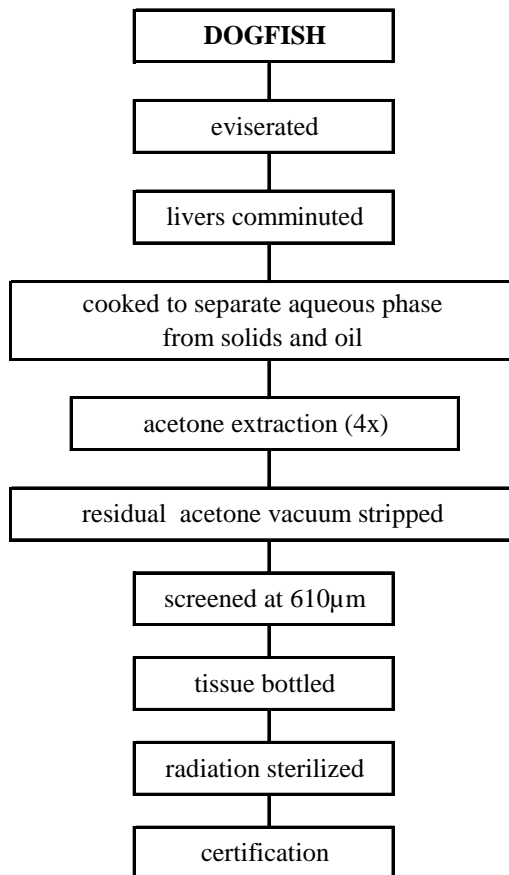 DOGFISH
eviserated
livers comminuted
cooked to separate aqueous phase
from solids and oil
acetone extraction (4x)
residual acetone vacuum stripped
screened at 610µm
tissue bottled
radiation sterilized
certification